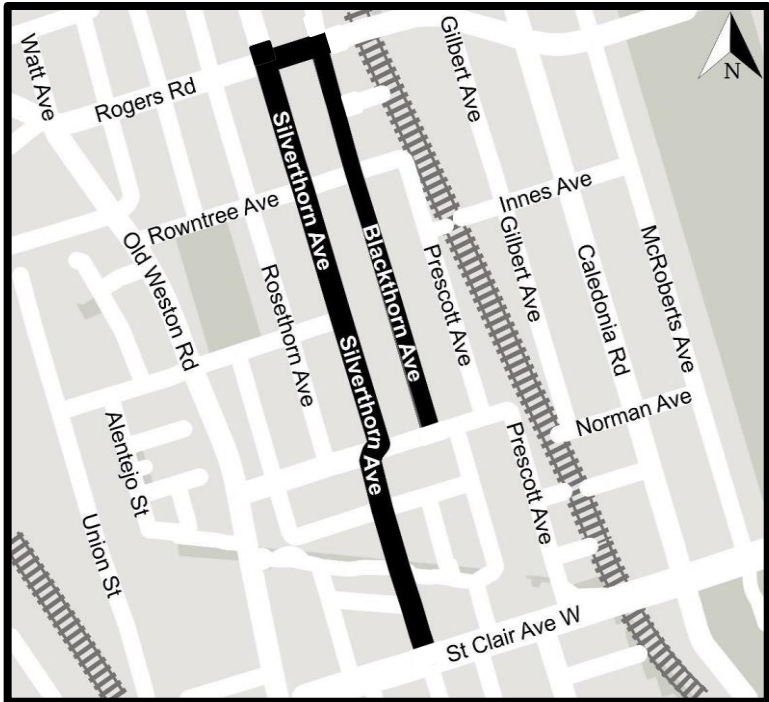 Watt Ave
Rogers Rd
Gilbert Ave
N
Silverthorn Ave
Innes Ave
Rowntree Ave
Old Weston Rd
Rosethorn Ave
Blackthorn Ave
Prescott Ave
Gilbert Ave
Caledonia Rd
McRoberts Ave
Silverthorn Ave
Norman Ave
Alentejo St
Prescott Ave
Union St
St Clair Ave W